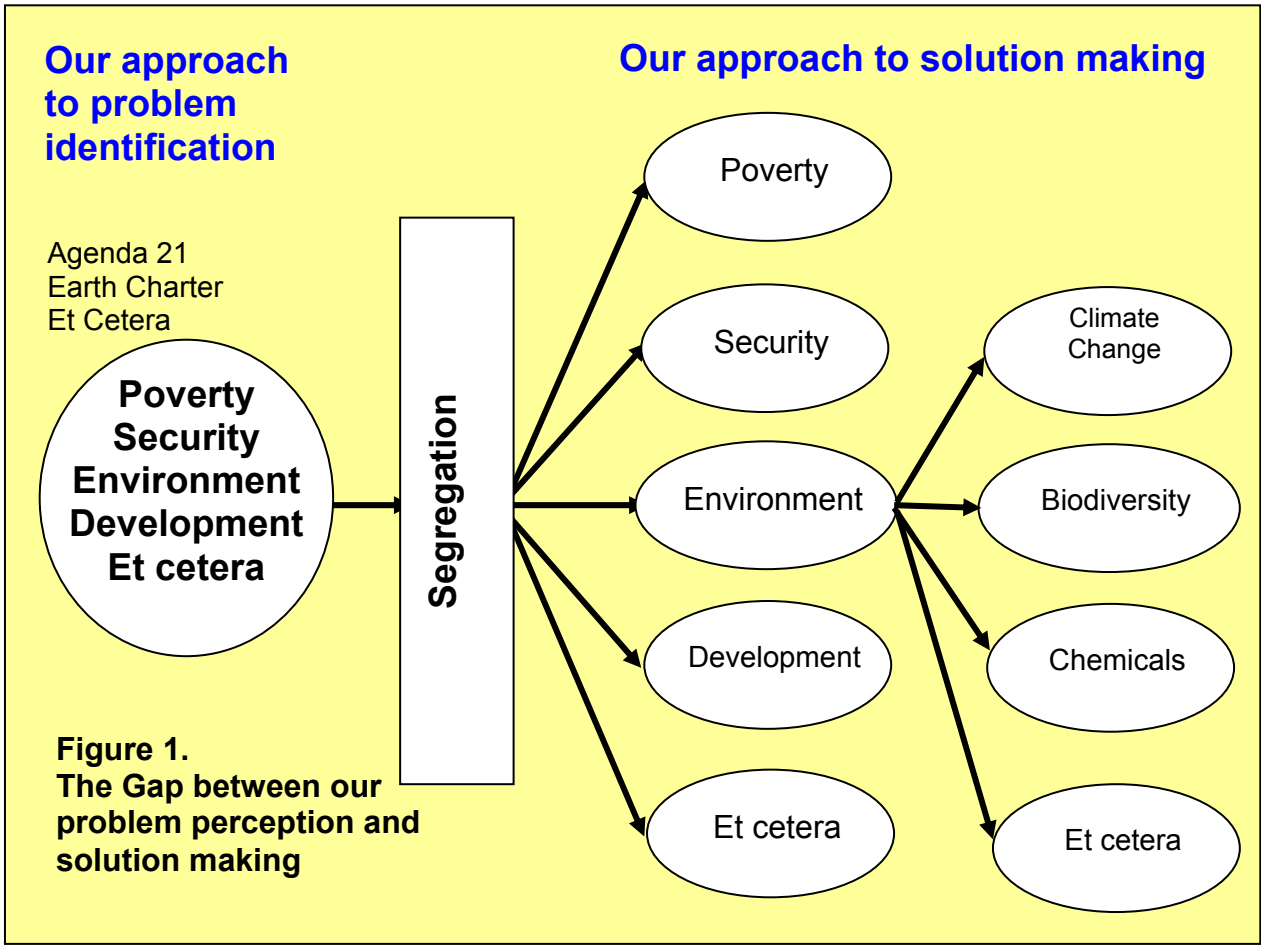 Our approach
to problem
identification
Our approach to solution making
Agenda 21
Earth Charter
Et Cetera
Poverty
Security
Environment
Development
Et cetera
Segregation
Poverty
Security
Environment
Development
Et cetera
Climate
Change
Biodiversity
Chemicals
Et cetera
Figure 1.
The Gap between our
problem perception and
solution making